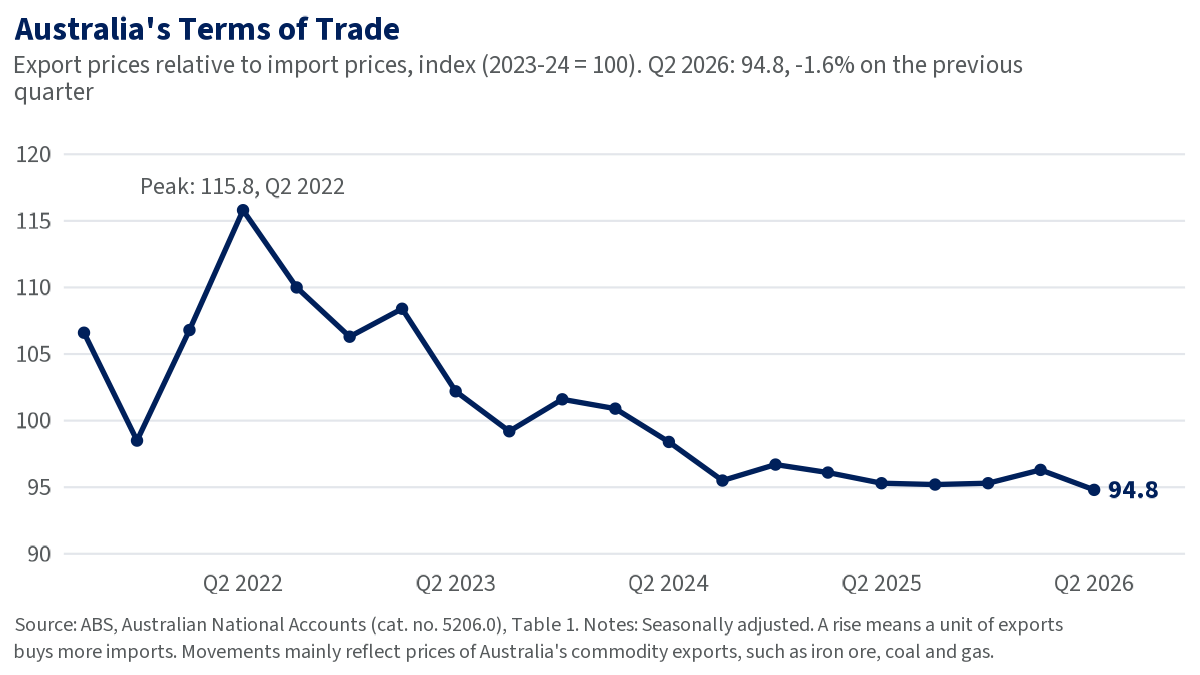 Australia's Terms of Trade
Export prices relative to import prices, index (2023-24 = 100). Q2 2026: 94.8, -1.6% on the previous
quarter
120
Peak: 115.8, Q2 2022
115
110
105
100
95
94.8
90
Q2 2022 Q2 2023 Q2 2024 Q2 2025 Q2 2026
Source: ABS, Australian National Accounts (cat. no. 5206.0), Table 1. Notes: Seasonally adjusted. A rise means a unit of exports
buys more imports. Movements mainly reflect prices of Australia's commodity exports, such as iron ore, coal and gas.